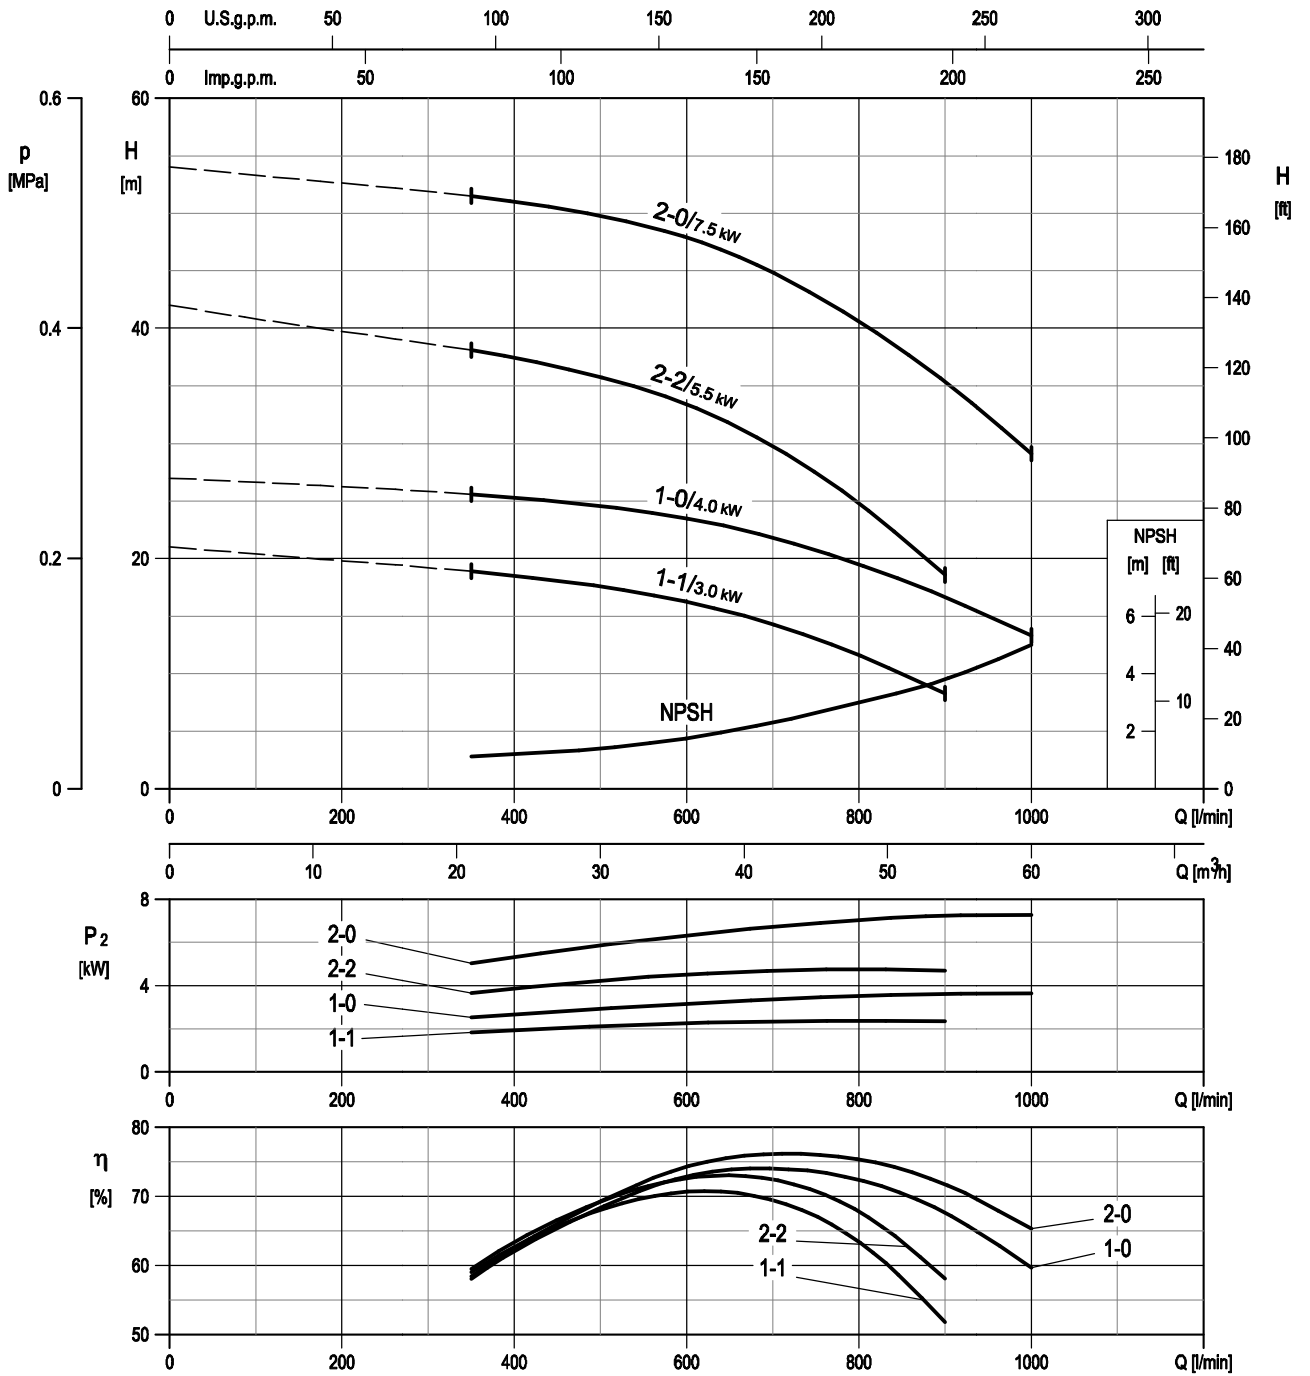 0 U.S.g.p.m. 50 100 150 200 250 300
0 Imp.g.p.m. 50 100 150 200 250
p
[MPa]
0.6
0.4
0.2
0
H
[m]
60
40
20
0
H
[ft]
180
160
140
120
100
80
60
40
20
0
2-0/7.5 kW
2-2/5.5 kW
1-0/4.0 kW
1-1/3.0 kW
NPSH
NPSH
[m] [ft]
6 20
4
10
2
0 200 400 600 800 1000 Q [l/min]
0 10 20 30 40 50 60 Q [m³/h]
P2
[kW]
8
4
0
2-0
2-2
1-0
1-1
0 200 400 600 800 1000 Q [l/min]
η
[%]
80
70
60
50
2-2
1-1
2-0
1-0
0 200 400 600 800 1000 Q [l/min]